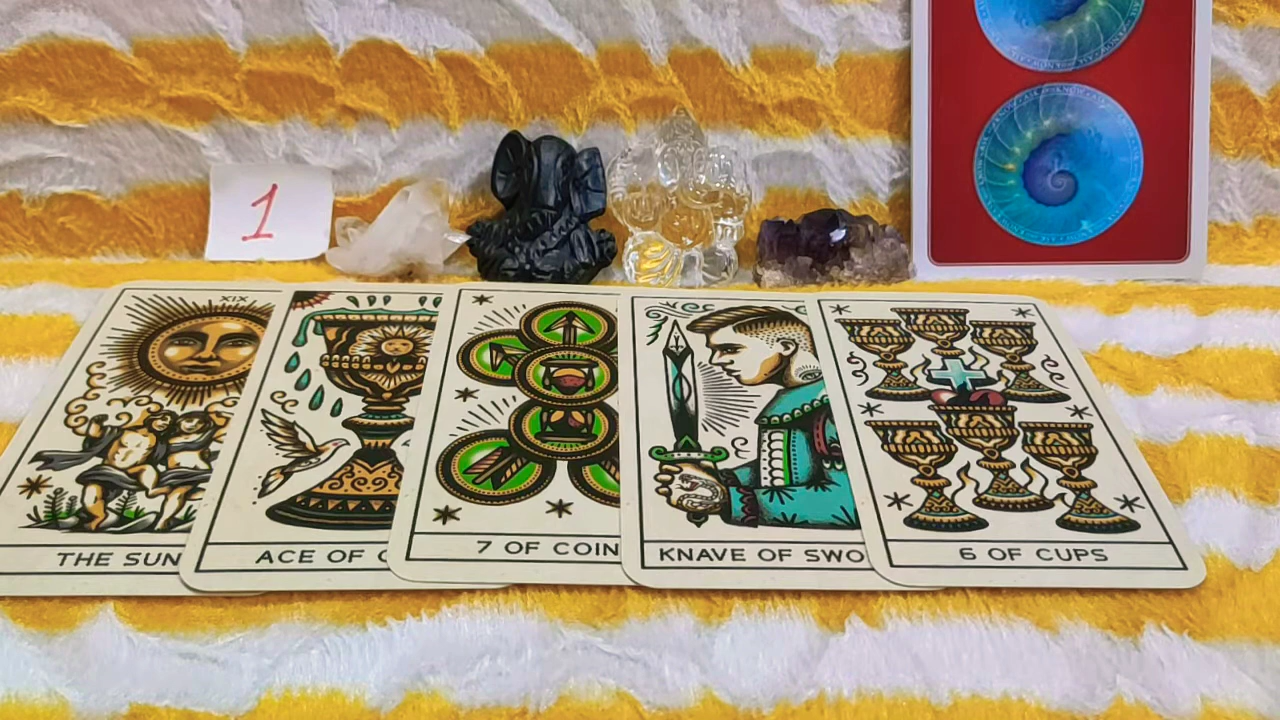 1
XIX
THE SUN
ACE OF C
7 OF COIN
KNAVE OF SWO
6 OF CUPS